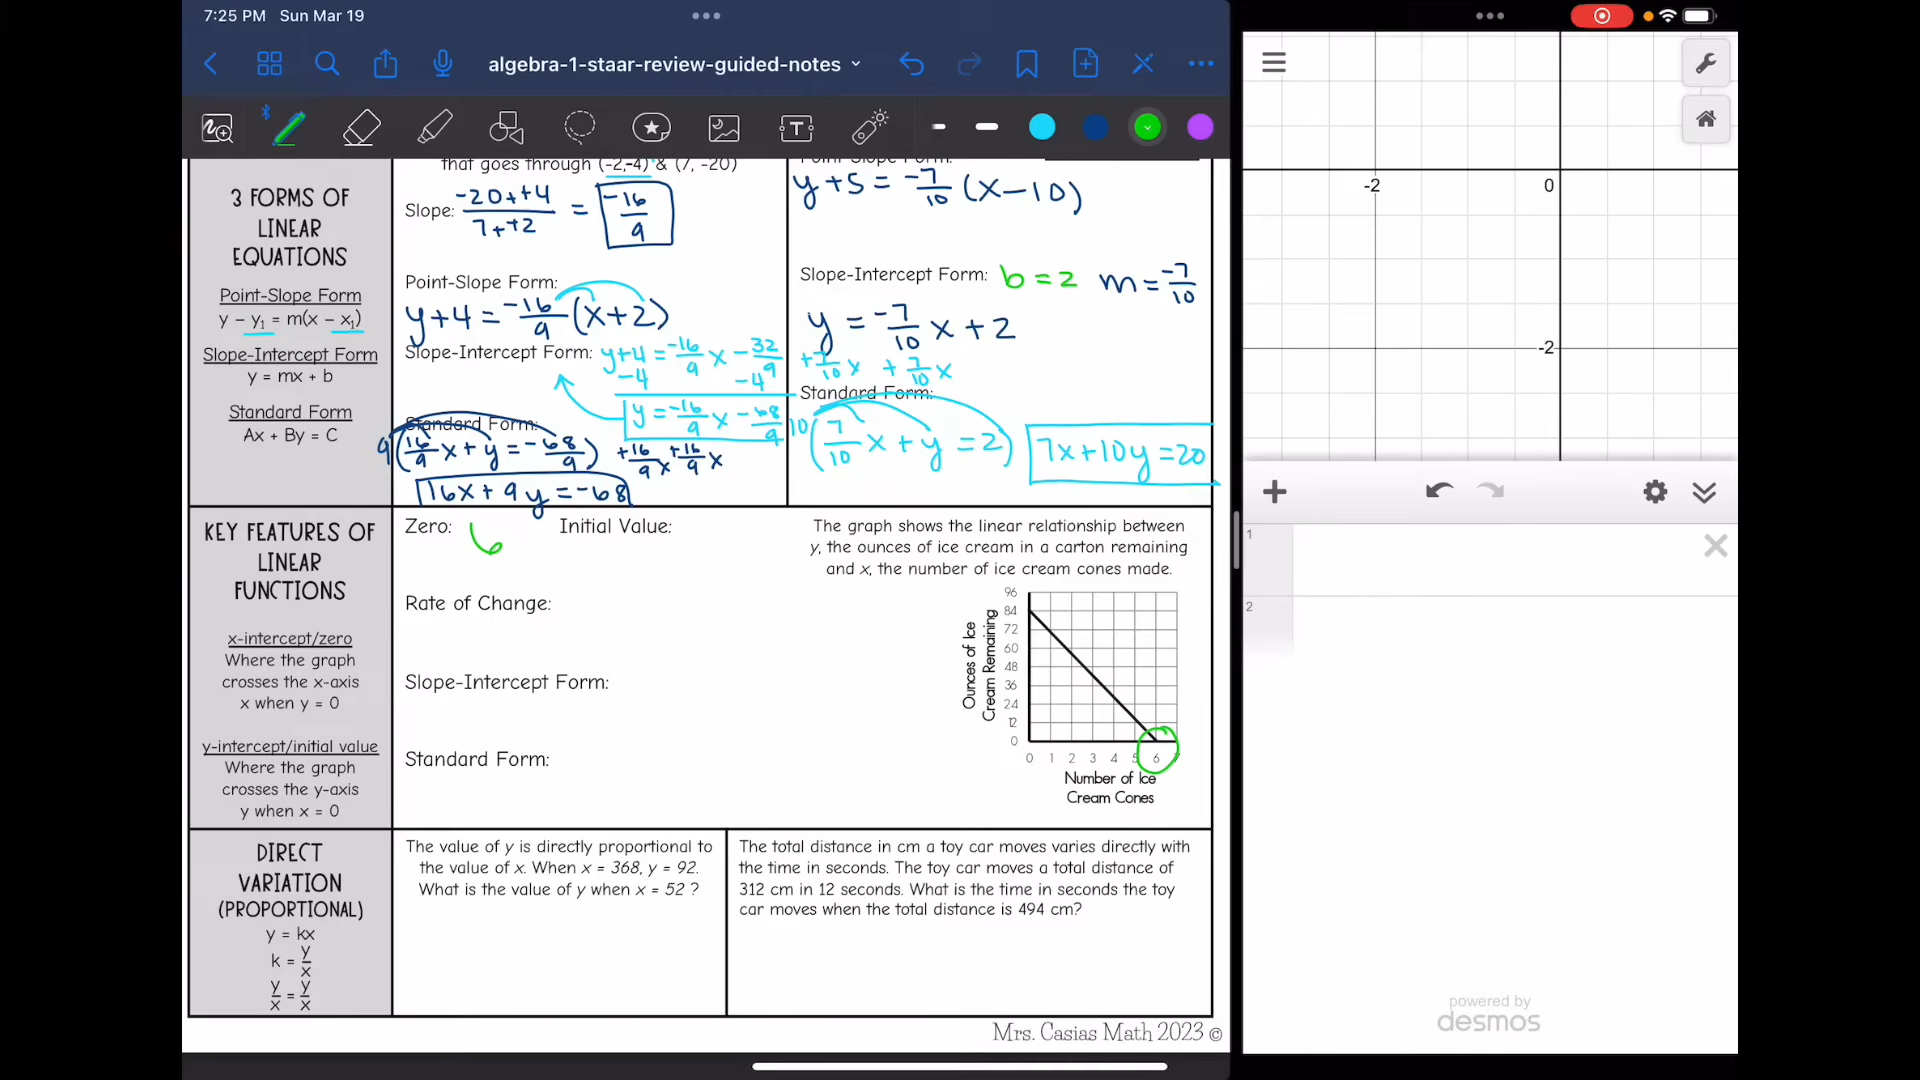 7:25 PM Sun Mar 19
algebra-1-staar-review-guided-notes
3 FORMS OF
LINEAR
EQUATIONS
Point-Slope Form
y - y₁ = m(x - x₁)
Slope-Intercept Form
y = mx + b
Standard Form
Ax + By = C
that goes through (-2,-4) & (7, -20)
Slope: -20++4 / 7++2 = -16/9
Point-Slope Form:
y+4 = -16/9 (x+2)
Slope-Intercept Form: y+4 = -16/9 x - 32/9
-4 -4
y = -16/9 x - 68/9
Standard Form:
9(16/9 x + y = -68/9) +16/9 x +16/9 x
16x + 9y = -68
Point-Slope Form:
y+5 = -7/10 (x-10)
Slope-Intercept Form: b = 2 m = -7/10
y = -7/10 x + 2
+7/10 x + 7/10 x
Standard Form:
10(7/10 x + y = 2) 7x+10y=20
KEY FEATURES OF
LINEAR
FUNCTIONS
x-intercept/zero
Where the graph
crosses the x-axis
x when y = 0
y-intercept/initial value
Where the graph
crosses the y-axis
y when x = 0
Zero: 6 Initial Value:
Rate of Change:
Slope-Intercept Form:
Standard Form:
The graph shows the linear relationship between
y, the ounces of ice cream in a carton remaining
and x, the number of ice cream cones made.
Ounces of Ice
Cream Remaining
96
84
72
60
48
36
24
12
0
0 1 2 3 4 5 6 7
Number of Ice
Cream Cones
DIRECT
VARIATION
(PROPORTIONAL)
y = kx
k = y/x
y/x = y/x
The value of y is directly proportional to
the value of x. When x = 368, y = 92.
What is the value of y when x = 52 ?
The total distance in cm a toy car moves varies directly with
the time in seconds. The toy car moves a total distance of
312 cm in 12 seconds. What is the time in seconds the toy
car moves when the total distance is 494 cm?
Mrs. Casias Math 2023 ©
-2 0
-2
1
2
powered by
desmos